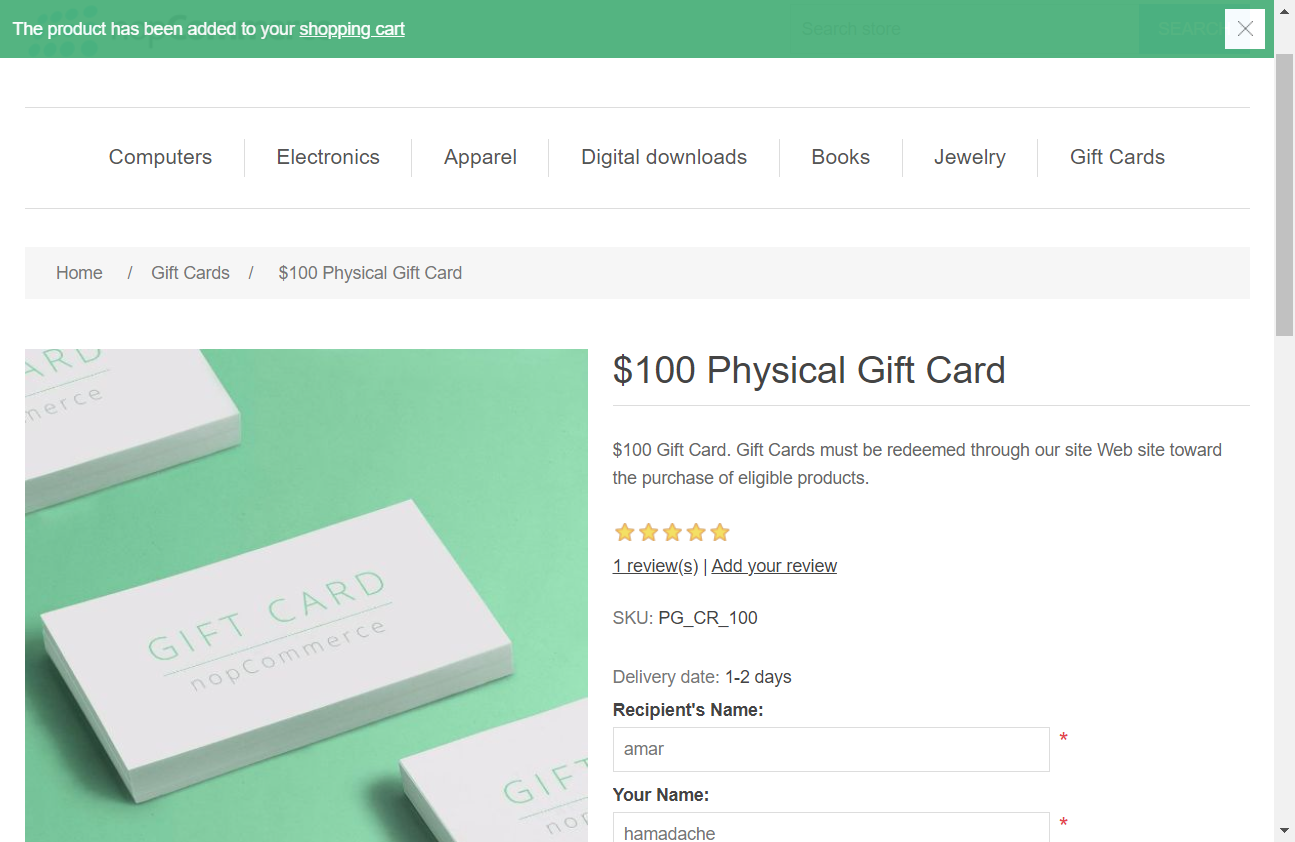 The product has been added to your shopping cart
Search store
SEARCH
Computers
Electronics
Apparel
Digital downloads
Books
Jewelry
Gift Cards
Home / Gift Cards / $100 Physical Gift Card
$100 Physical Gift Card
$100 Gift Card. Gift Cards must be redeemed through our site Web site toward
the purchase of eligible products.
1 review(s) | Add your review
SKU: PG_CR_100
Delivery date: 1-2 days
Recipient's Name:
amar *
Your Name:
hamadache *
ARD
merce
GIFT CARD
nopCommerce
GIFT
nop